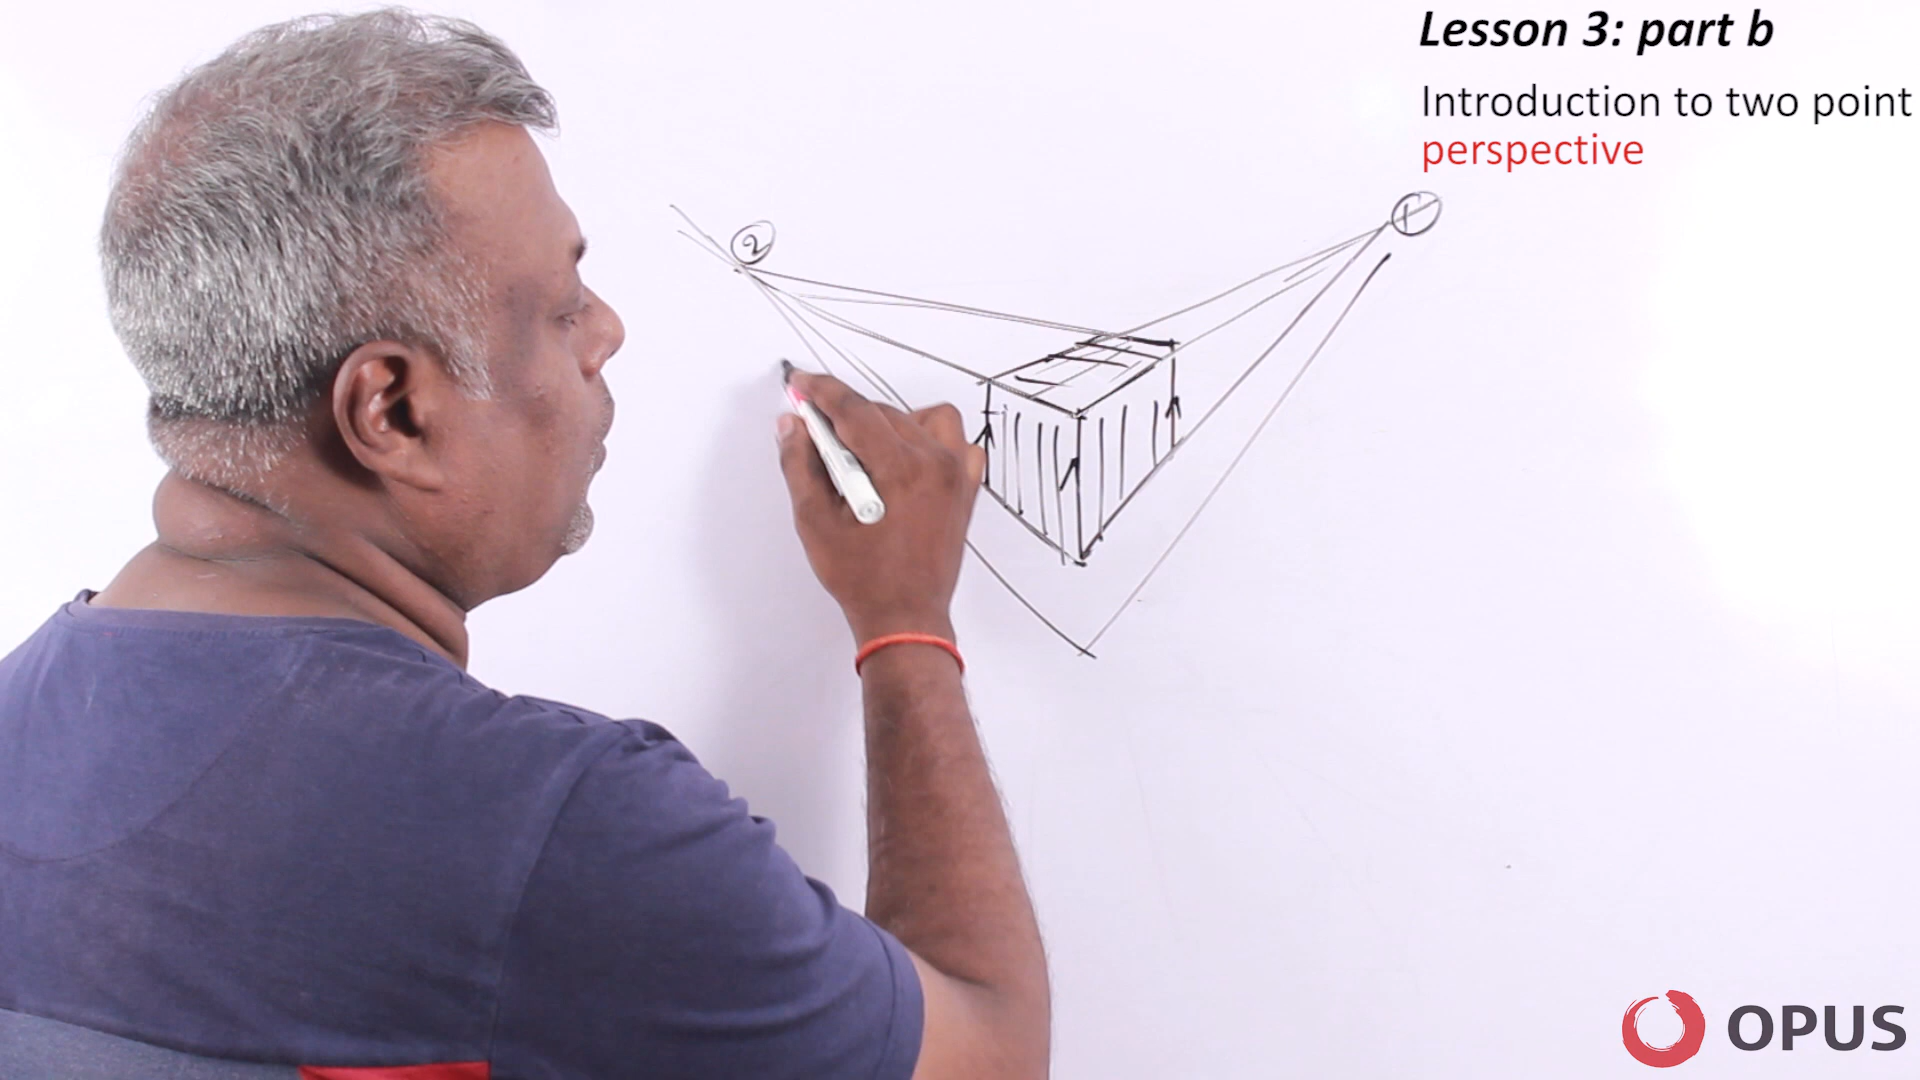 Lesson 3: part b
Introduction to two point
perspective
2
1
OPUS